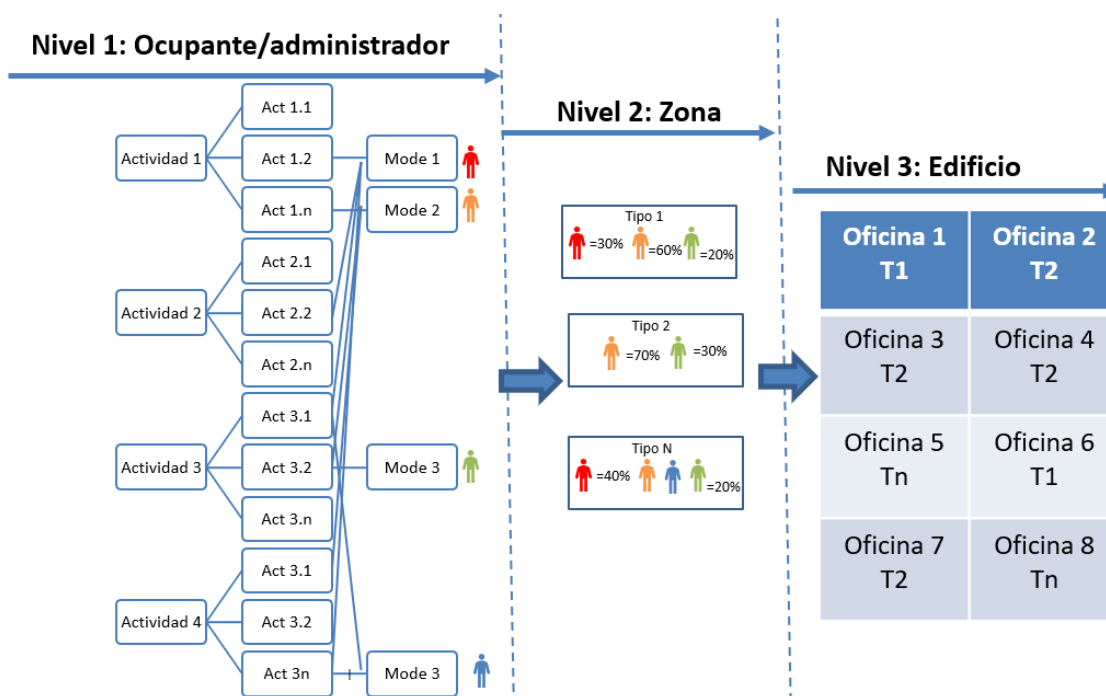 Nivel 1: Ocupante/administrador
Act 1.1
Actividad 1
Act 1.2
Mode 1
Act 1.n
Mode 2
Act 2.1
Actividad 2
Act 2.2
Act 2.n
Act 3.1
Actividad 3
Act 3.2
Mode 3
Act 3.n
Act 3.1
Actividad 4
Act 3.2
Act 3n
Mode 3
Nivel 2: Zona
Tipo 1
=30% =60% =20%
Tipo 2
=70% =30%
Tipo N
=40% =20%
Nivel 3: Edificio
Oficina 1
T1
Oficina 2
T2
Oficina 3
T2
Oficina 4
T2
Oficina 5
Tn
Oficina 6
T1
Oficina 7
T2
Oficina 8
Tn